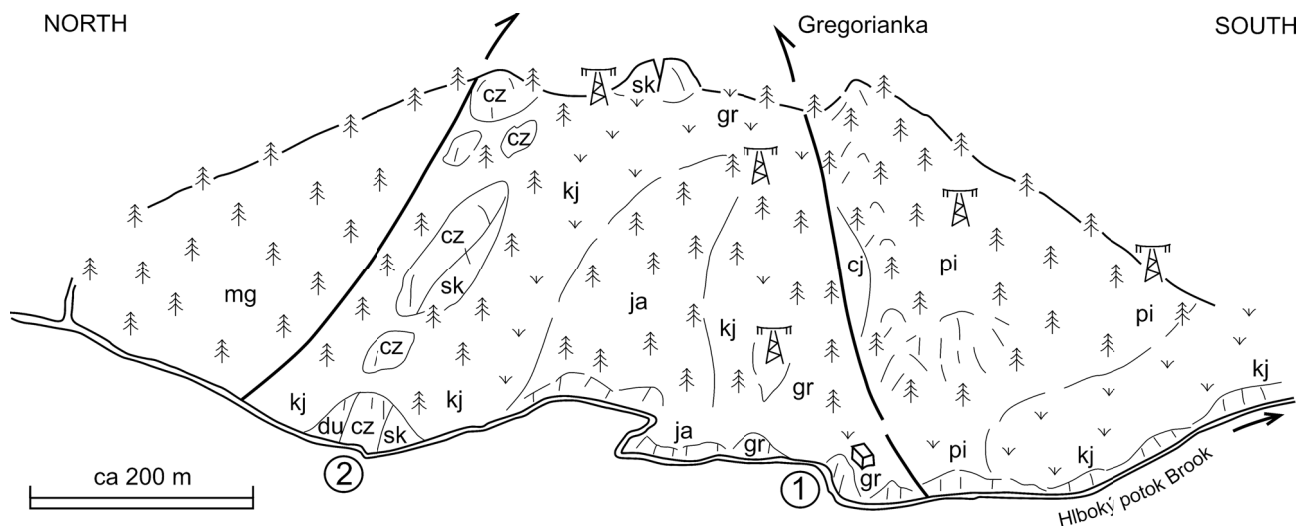 NORTH
Gregorianka
SOUTH
cz
sk
gr
cz
kj
cz
sk
cj
pi
mg
ja
kj
pi
cz
gr
kj
kj
kj
du
cz
sk
ja
gr
pi
kj
gr
2
1
ca 200 m
Hlboký potok Brook